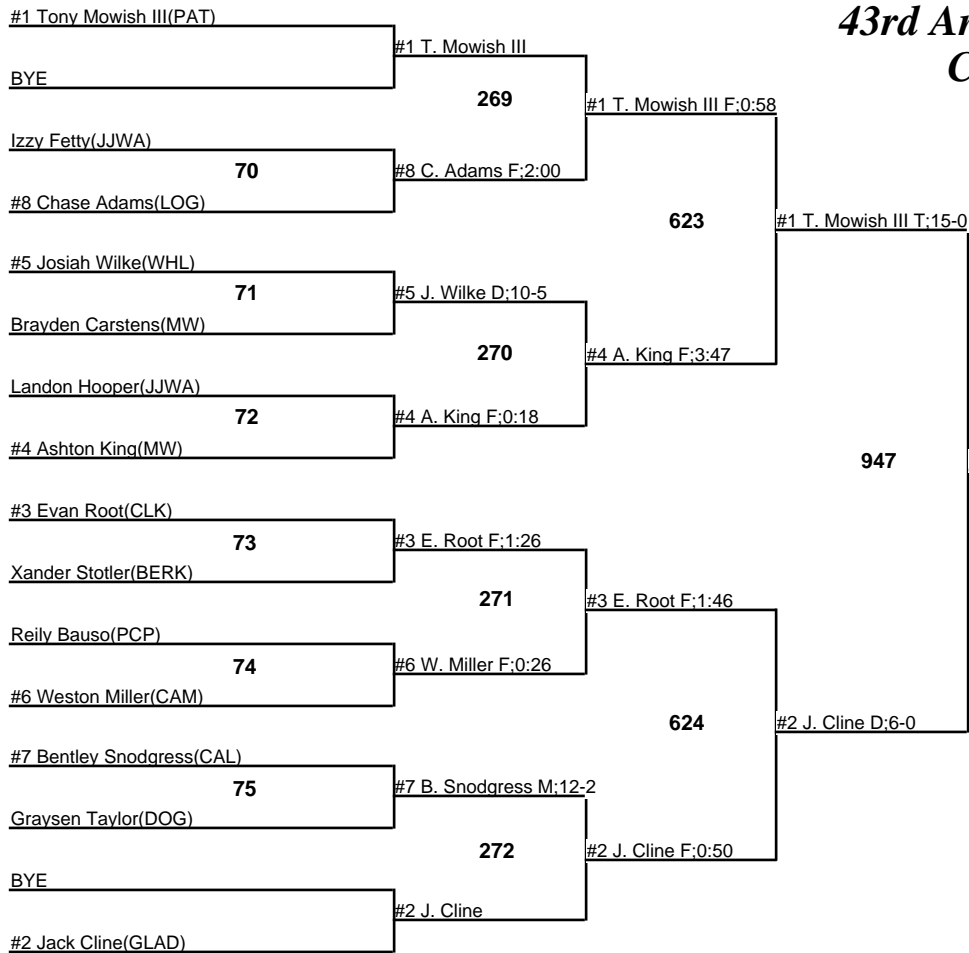 #1 Tony Mowish III(PAT)
43rd
#1 T. Mowish III
C
BYE
269
#1 T. Mowish III F;0:58
Izzy Fetty(JJWA)
70
#8 C. Adams F;2:00
#8 Chase Adams(LOG)
623
#1 T. Mowish III T;15-0
#5 Josiah Wilke(WHL)
71
#5 J. Wilke D;10-5
Brayden Carstens(MW)
270
#4 A. King F;3:47
Landon Hooper(JJWA)
72
#4 A. King F;0:18
#4 Ashton King(MW)
947
#3 Evan Root(CLK)
73
#3 E. Root F;1:26
Xander Stotler(BERK)
271
#3 E. Root F;1:46
Reily Bauso(PCP)
74
#6 W. Miller F;0:26
#6 Weston Miller(CAM)
624
#2 J. Cline D;6-0
#7 Bentley Snodgress(CAL)
75
#7 B. Snodgress M;12-2
Graysen Taylor(DOG)
272
#2 J. Cline F;0:50
BYE
#2 J. Cline
#2 Jack Cline(GLAD)